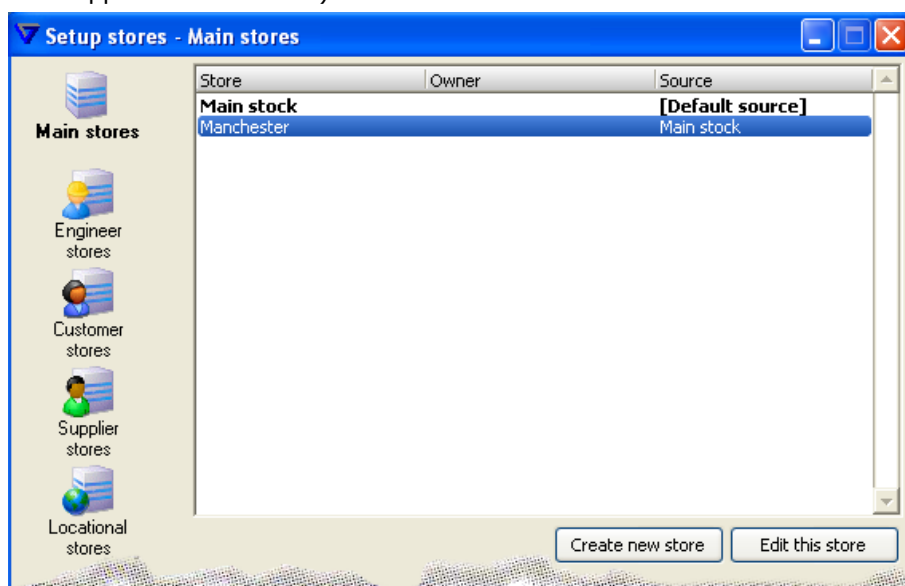 Setup stores - Main stores
Store Owner Source
Main stock [Default source]
Manchester Main stock
Main stores
Engineer
stores
Customer
stores
Supplier
stores
Locational
stores
Create new store Edit this store